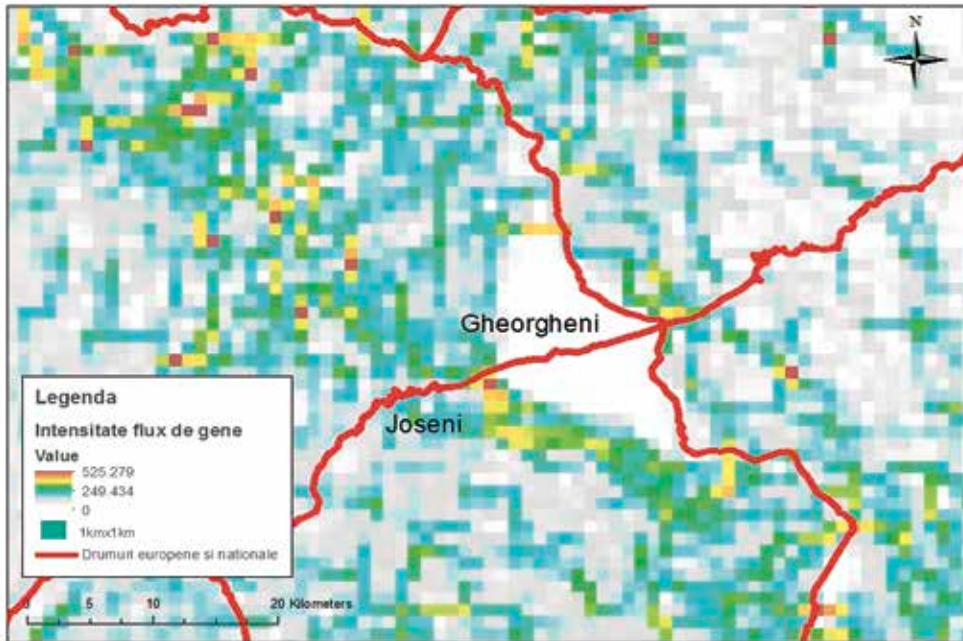 N
Gheorgheni
Joseni
Legenda
Intensitate flux de gene
Value
525.279
249.434
0
1kmx1km
Drumuri europene si nationale
0 5 10 20 Kilometers